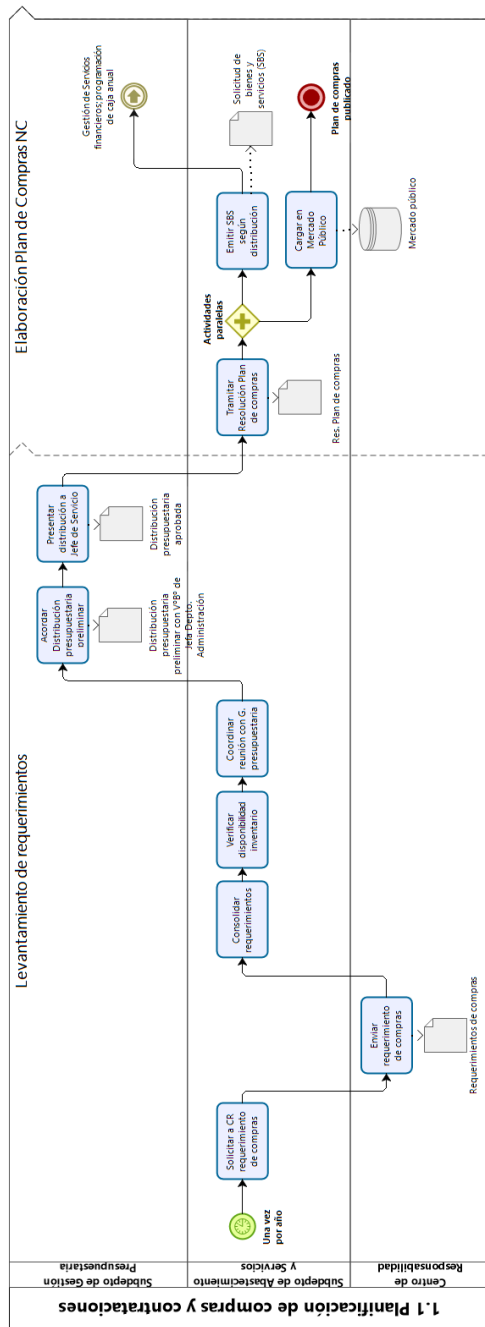 1.1 Planificación de compras y contrataciones
Subdepto de Gestión
Presupuestaria
Subdepto de Abastecimiento
y Servicios
Centro de
Responsabilidad
Levantamiento de requerimientos
Elaboración Plan de Compras NC
Una vez
por año
Solicitar a CR
requerimiento
de compras
Enviar
requerimiento
de compras
Requerimientos de compras
Consolidar
requerimientos
Verificar
disponibilidad
inventario
Coordinar
reunión con G.
presupuestaria
Acordar
Distribución
presupuestaria
preliminar
Distribución
presupuestaria
preliminar con VºBº de
Jefa Depto.
Administración
Presentar
distribución a
Jefe de Servicio
Distribución
presupuestaria
aprobada
Tramitar
Resolución Plan
de compras
Res. Plan de compras
Actividades
paralelas
Emitir SBS
según
distribución
Solicitud de
bienes y
servicios (SBS)
Gestión de Servicios
financieros; programación
de caja anual
Cargar en
Mercado
Público
Mercado público
Plan de compras
publicado